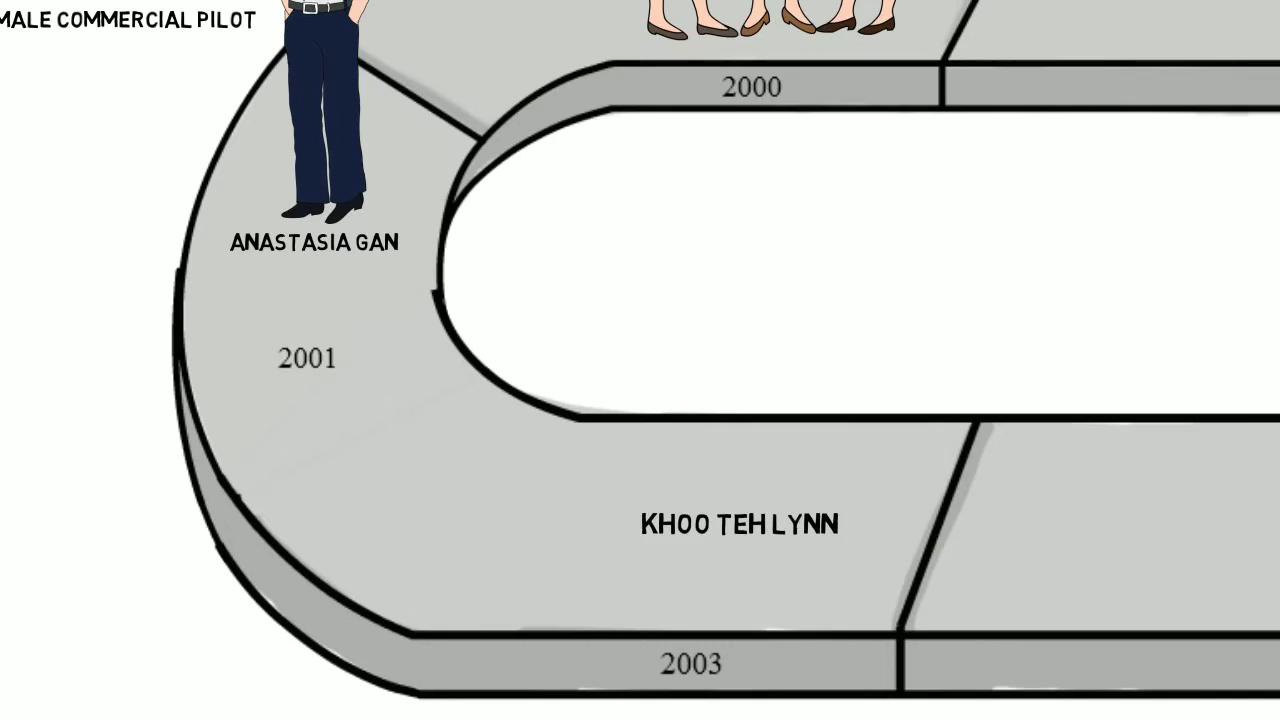 MALE COMMERCIAL PILOT
2000
ANASTASIA GAN
2001
KHOO TEH LYNN
2003